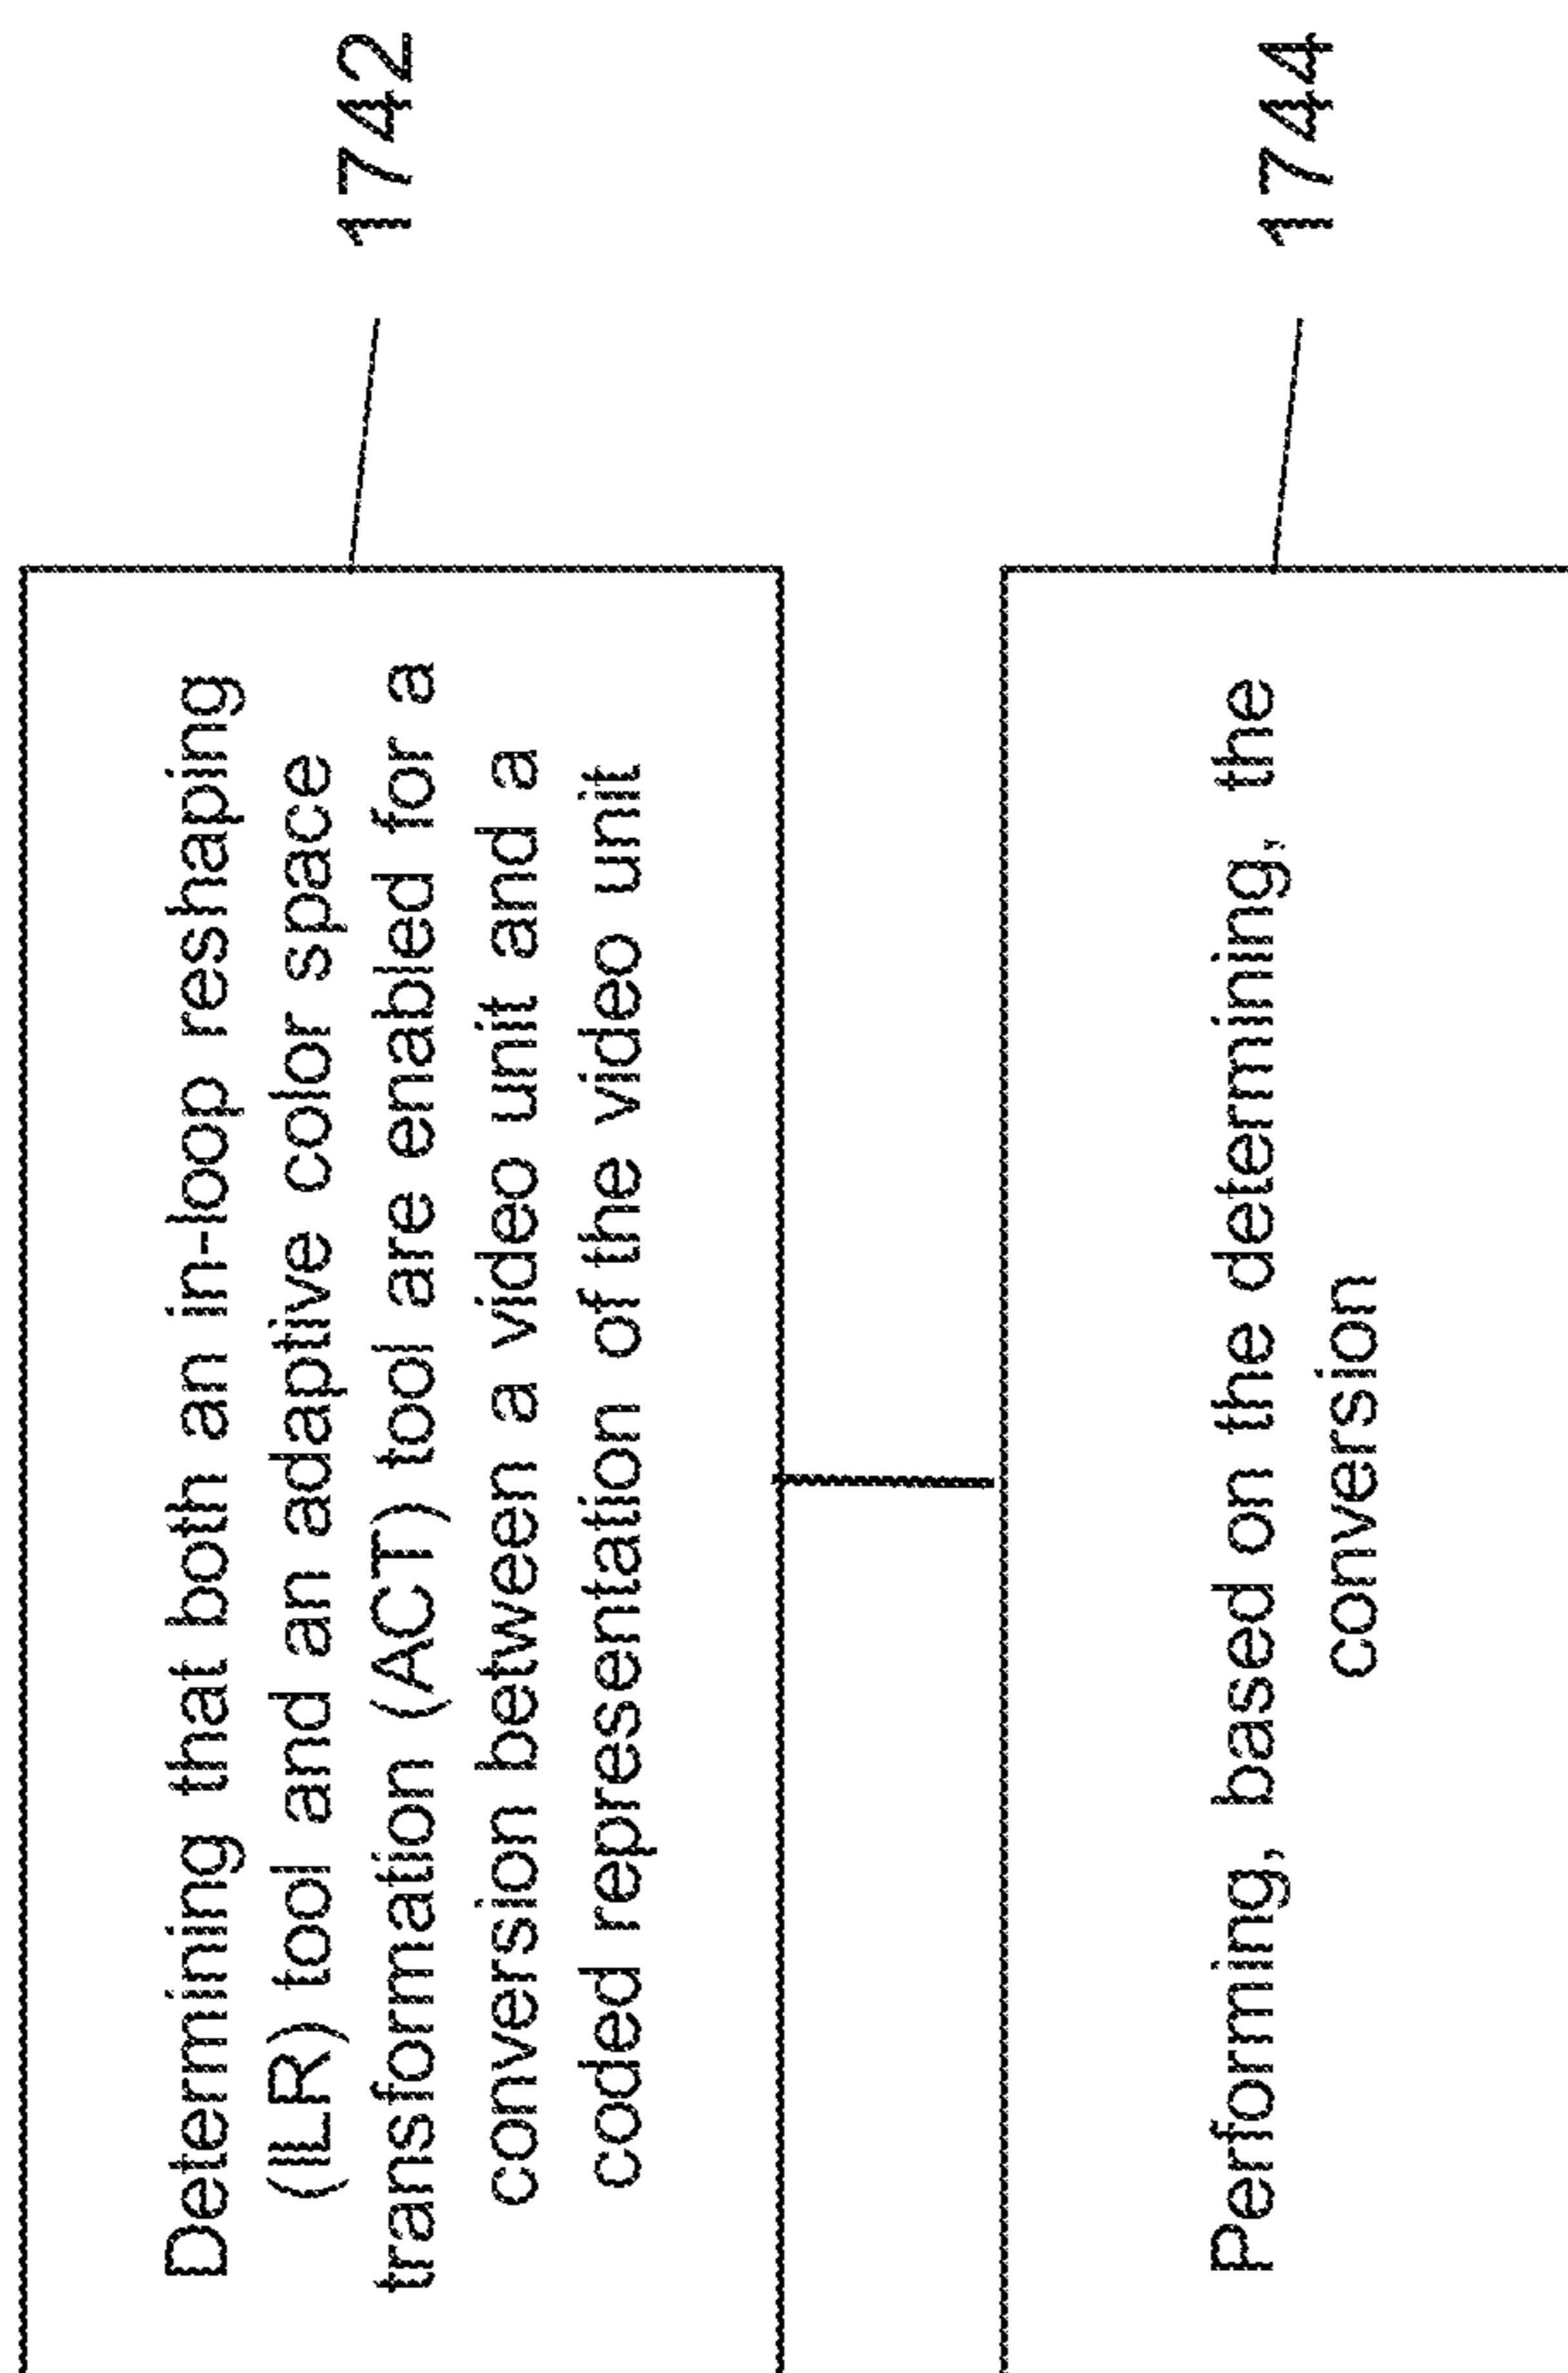 Determining that both an in-loop reshaping
(ILR) tool and an adaptive color space
transformation (ACT) tool are enabled for a
conversion between a video unit and a
coded representation of the video unit
1742
Performing, based on the determining, the
conversion
1744